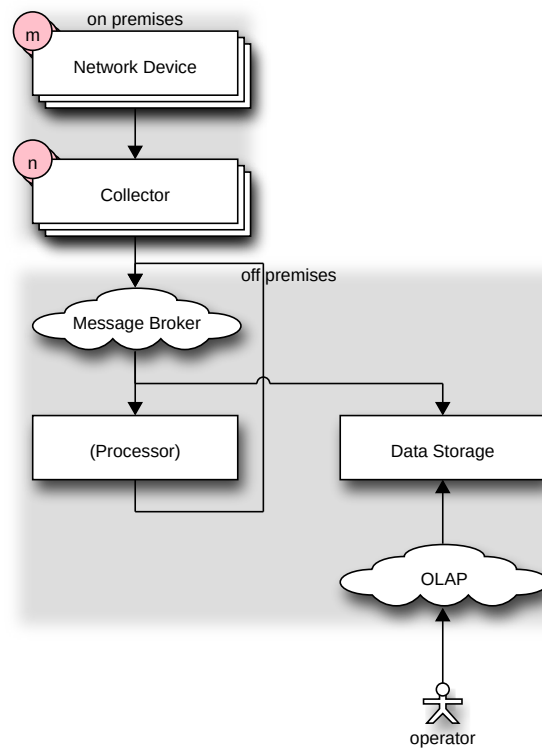 on premises
m
Network Device
n
Collector
off premises
Message Broker
(Processor)
Data Storage
OLAP
operator